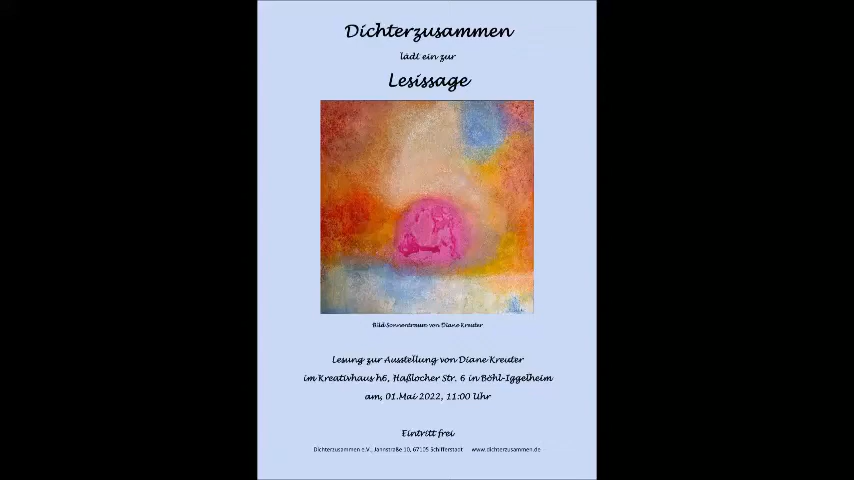 Dichterzusammen
lädt ein zur
Lesissage
Bild Sonnentraum von Diane Kreuter
Lesung zur Ausstellung von Diane Kreuter
im Kreativhaus h6, Haßlocher Str. 6 in Böhl-Iggelheim
am, 01.Mai 2022, 11:00 Uhr
Eintritt frei
Dichterzusammen e.V., Jahnstraße 10, 67105 Schifferstadt www.dichterzusammen.de